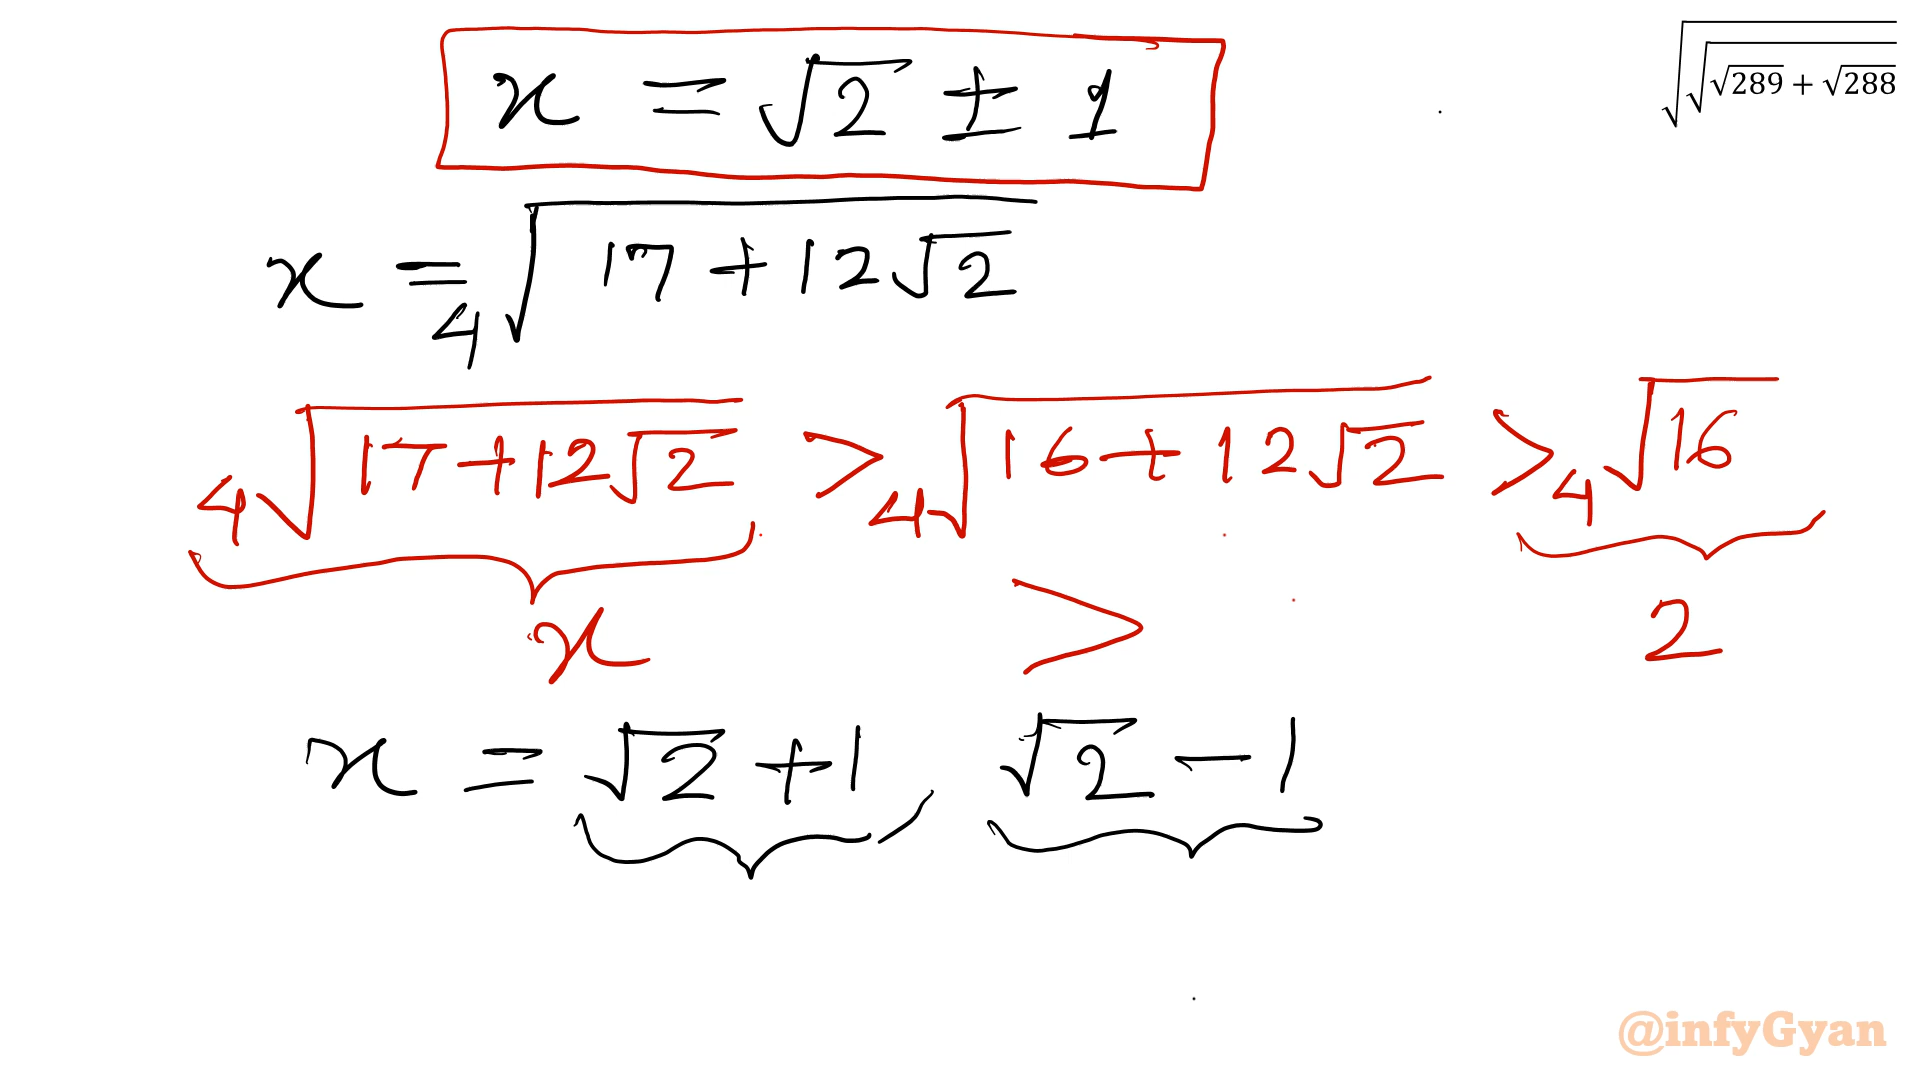 √(√(√289 + √288))
x = √2 ± 1
x = ⁴√(17 + 12√2)
⁴√(17 + 12√2) > ⁴√(16 + 12√2) > ⁴√16
x > 2
x = √2 + 1, √2 − 1
@infyGyan